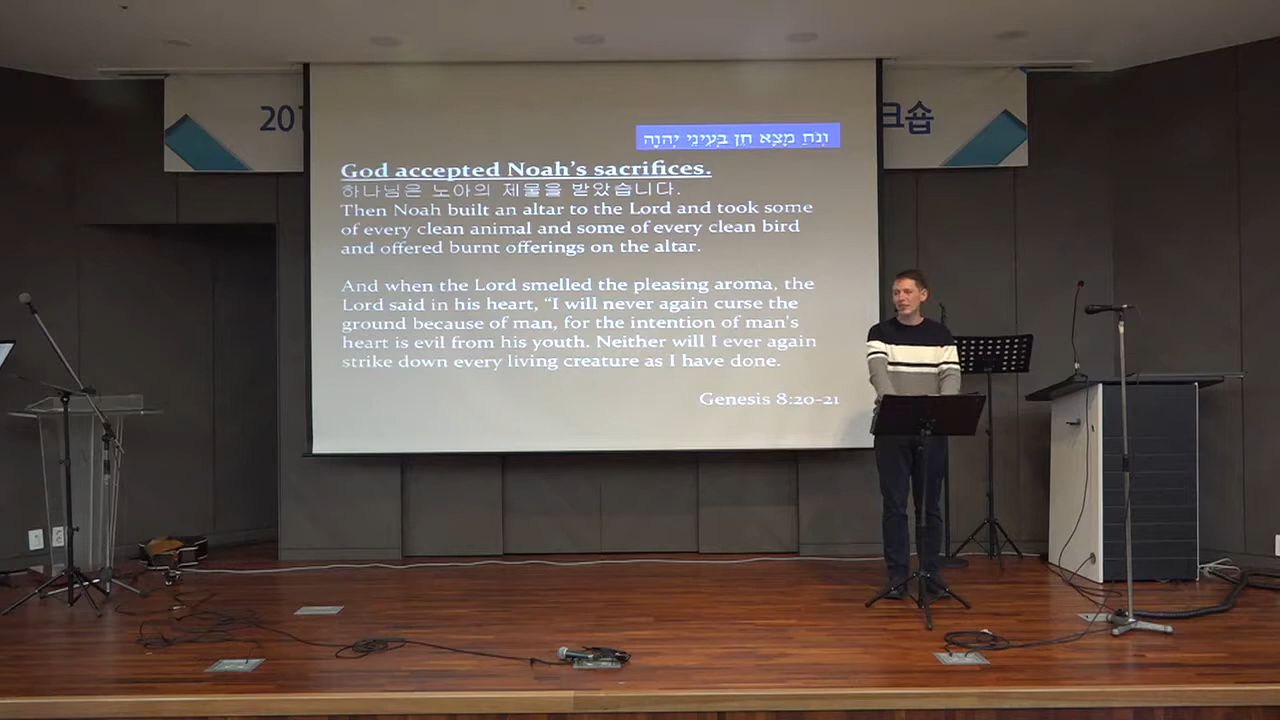 201
크숍
וְנֹחַ מָצָא חֵן בְּעֵינֵי יְהוָה
God accepted Noah's sacrifices.
하나님은 노아의 제물을 받았습니다.
Then Noah built an altar to the Lord and took some
of every clean animal and some of every clean bird
and offered burnt offerings on the altar.
And when the Lord smelled the pleasing aroma, the
Lord said in his heart, “I will never again curse the
ground because of man, for the intention of man's
heart is evil from his youth. Neither will I ever again
strike down every living creature as I have done.
Genesis 8:20-21